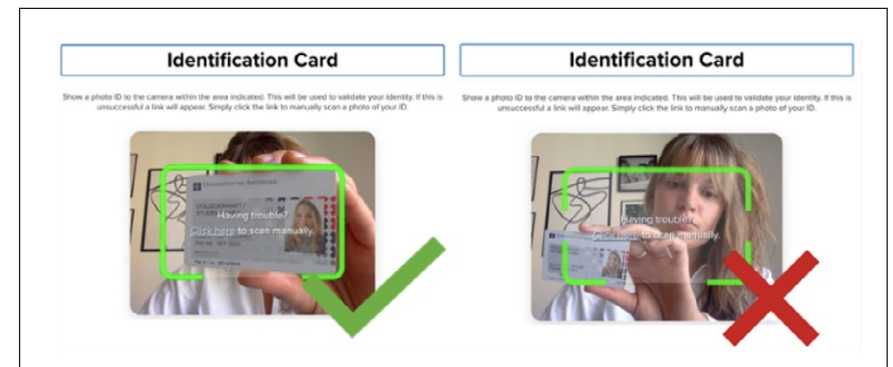 Identification Card
Show a photo ID to the camera within the area indicated. This will be used to validate your identity. If this is
unsuccessful a link will appear. Simply click the link to manually scan a photo of your ID.
Having trouble?
Click here to scan manually.
Identification Card
Show a photo ID to the camera within the area indicated. This will be used to validate your identity. If this is
unsuccessful a link will appear. Simply click the link to manually scan a photo of your ID.
Having trouble?
Click here to scan manually.